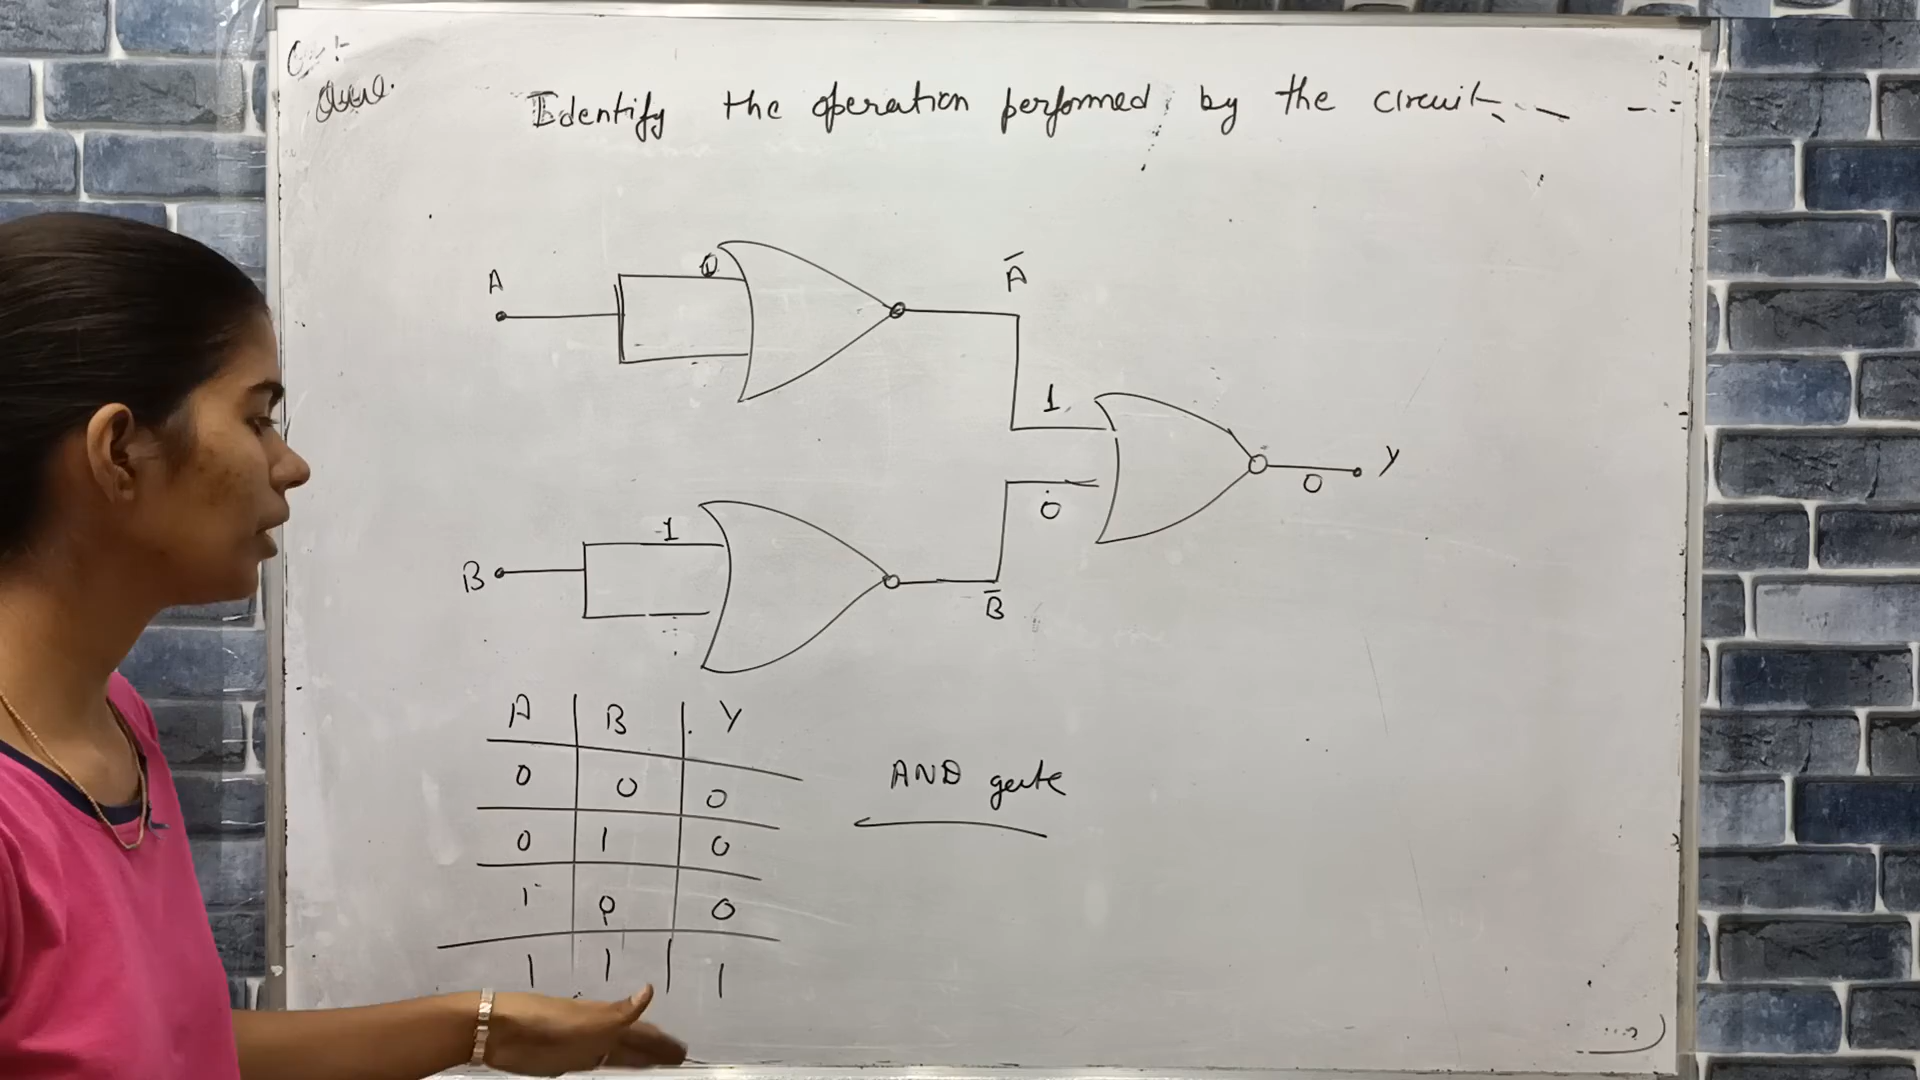 Identify the operation performed by the circuit
A
0
Ā
1
Y
0
1
0
B
B̄
A B Y
0 0 0
0 1 0
1 0 0
1 1 1
AND gate